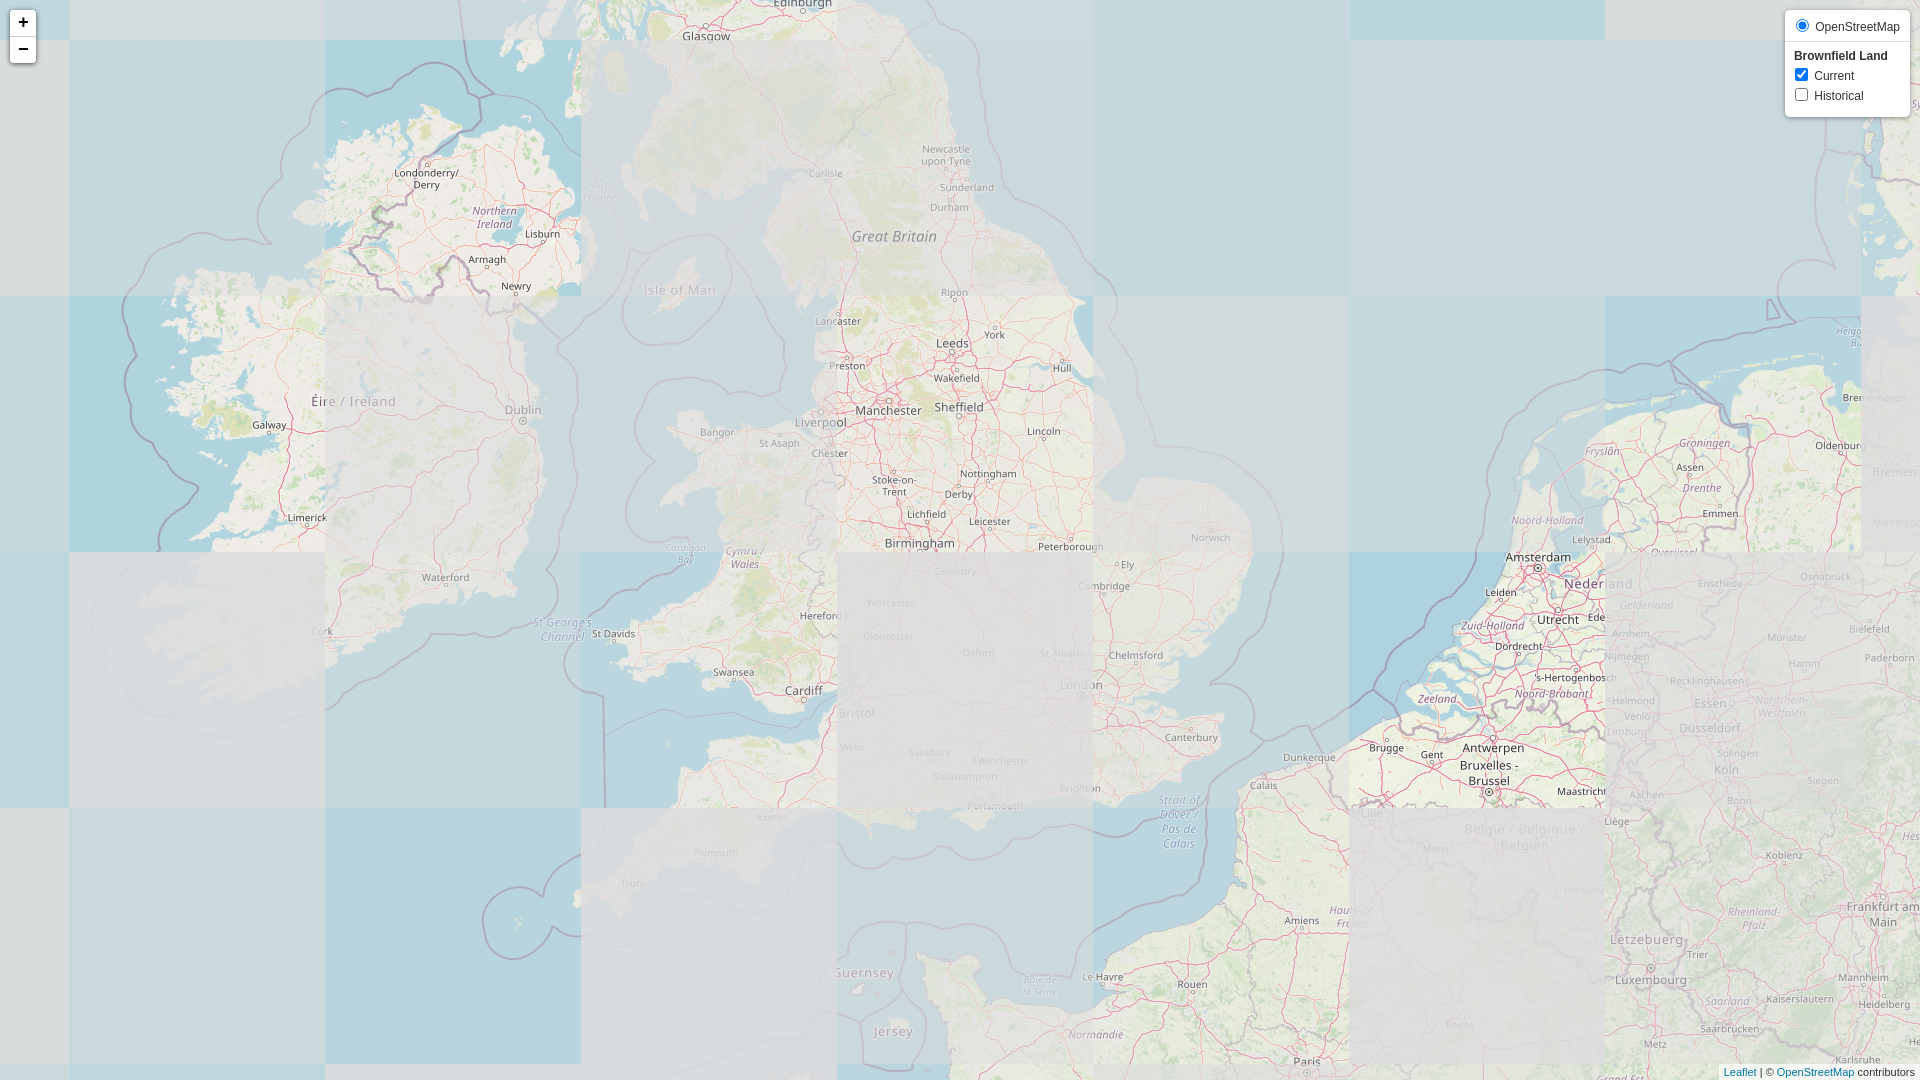 +
−
OpenStreetMap
Brownfield Land
Current
Historical
Edinburgh
Glasgow
Londonderry/
Derry
North
Channel
Northern
Ireland
Lisburn
Armagh
Newry
Carlisle
Newcastle
upon Tyne
Sunderland
Durham
Great Britain
Isle of Man
Ripon
Lancaster
York
Leeds
Preston
Wakefield
Hull
Éire / Ireland
Dublin
Galway
Manchester
Sheffield
Liverpool
Bangor
St Asaph
Chester
Lincoln
Stoke-on-
Trent
Nottingham
Derby
Limerick
Lichfield
Leicester
Birmingham
Peterborough
Norwich
Groningen
Fryslân
Oldenburg
Assen
Drenthe
Emmen
Bremen
Noord-Holland
Lelystad
Overijssel
Amsterdam
Nederland
Cardigan
Bay
Cymru /
Wales
Coventry
Ely
Cambridge
Waterford
Worcester
Hereford
Gloucester
Cork
St George's
Channel
St Davids
Oxford
St Albans
Chelmsford
Swansea
Cardiff
London
Bristol
Wells
Canterbury
Salisbury
Winchester
Southampton
Brighton
Portsmouth
Exeter
Plymouth
Truro
Strait of
Dover /
Pas de
Calais
Dunkerque
Calais
Leiden
Utrecht
Ede
Zuid-Holland
Dordrecht
's-Hertogenbosch
Zeeland
Noord-Brabant
Brugge
Gent
Antwerpen
Bruxelles -
Brussel
Maastricht
Enschede
Osnabrück
Gelderland
Arnhem
Münster
Bielefeld
Nijmegen
Hamm
Paderborn
Recklinghausen
Helmond
Essen
Nordrhein-
Westfalen
Venlo
Limburg
Düsseldorf
Solingen
Köln
Siegen
Aachen
Bonn
Lille
Liège
België / Belgique /
Belgien
Mons
Koblenz
Amiens
Hauts-de-
France
Rheinland-
Pfalz
Frankfurt am
Main
Lëtzebuerg
Trier
Luxembourg
Mannheim
Saarland
Kaiserslautern
Heidelberg
Saarbrücken
Guernsey
Jersey
Baie de
la Seine
Le Havre
Rouen
Normandie
Reims
Metz
Karlsruhe
Paris
Grand Est
Leaflet | © OpenStreetMap contributors